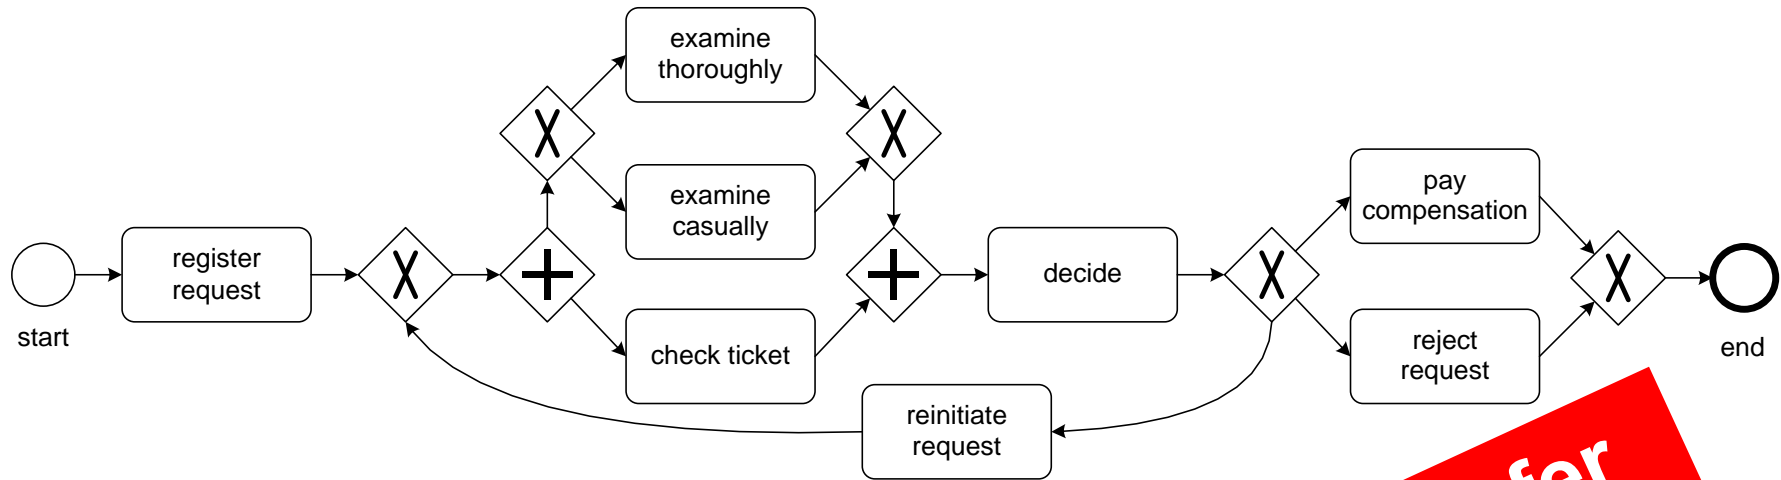 examine
thoroughly
examine
casually
pay
compensation
register
request
decide
start
check ticket
reject
request
end
reinitiate
request